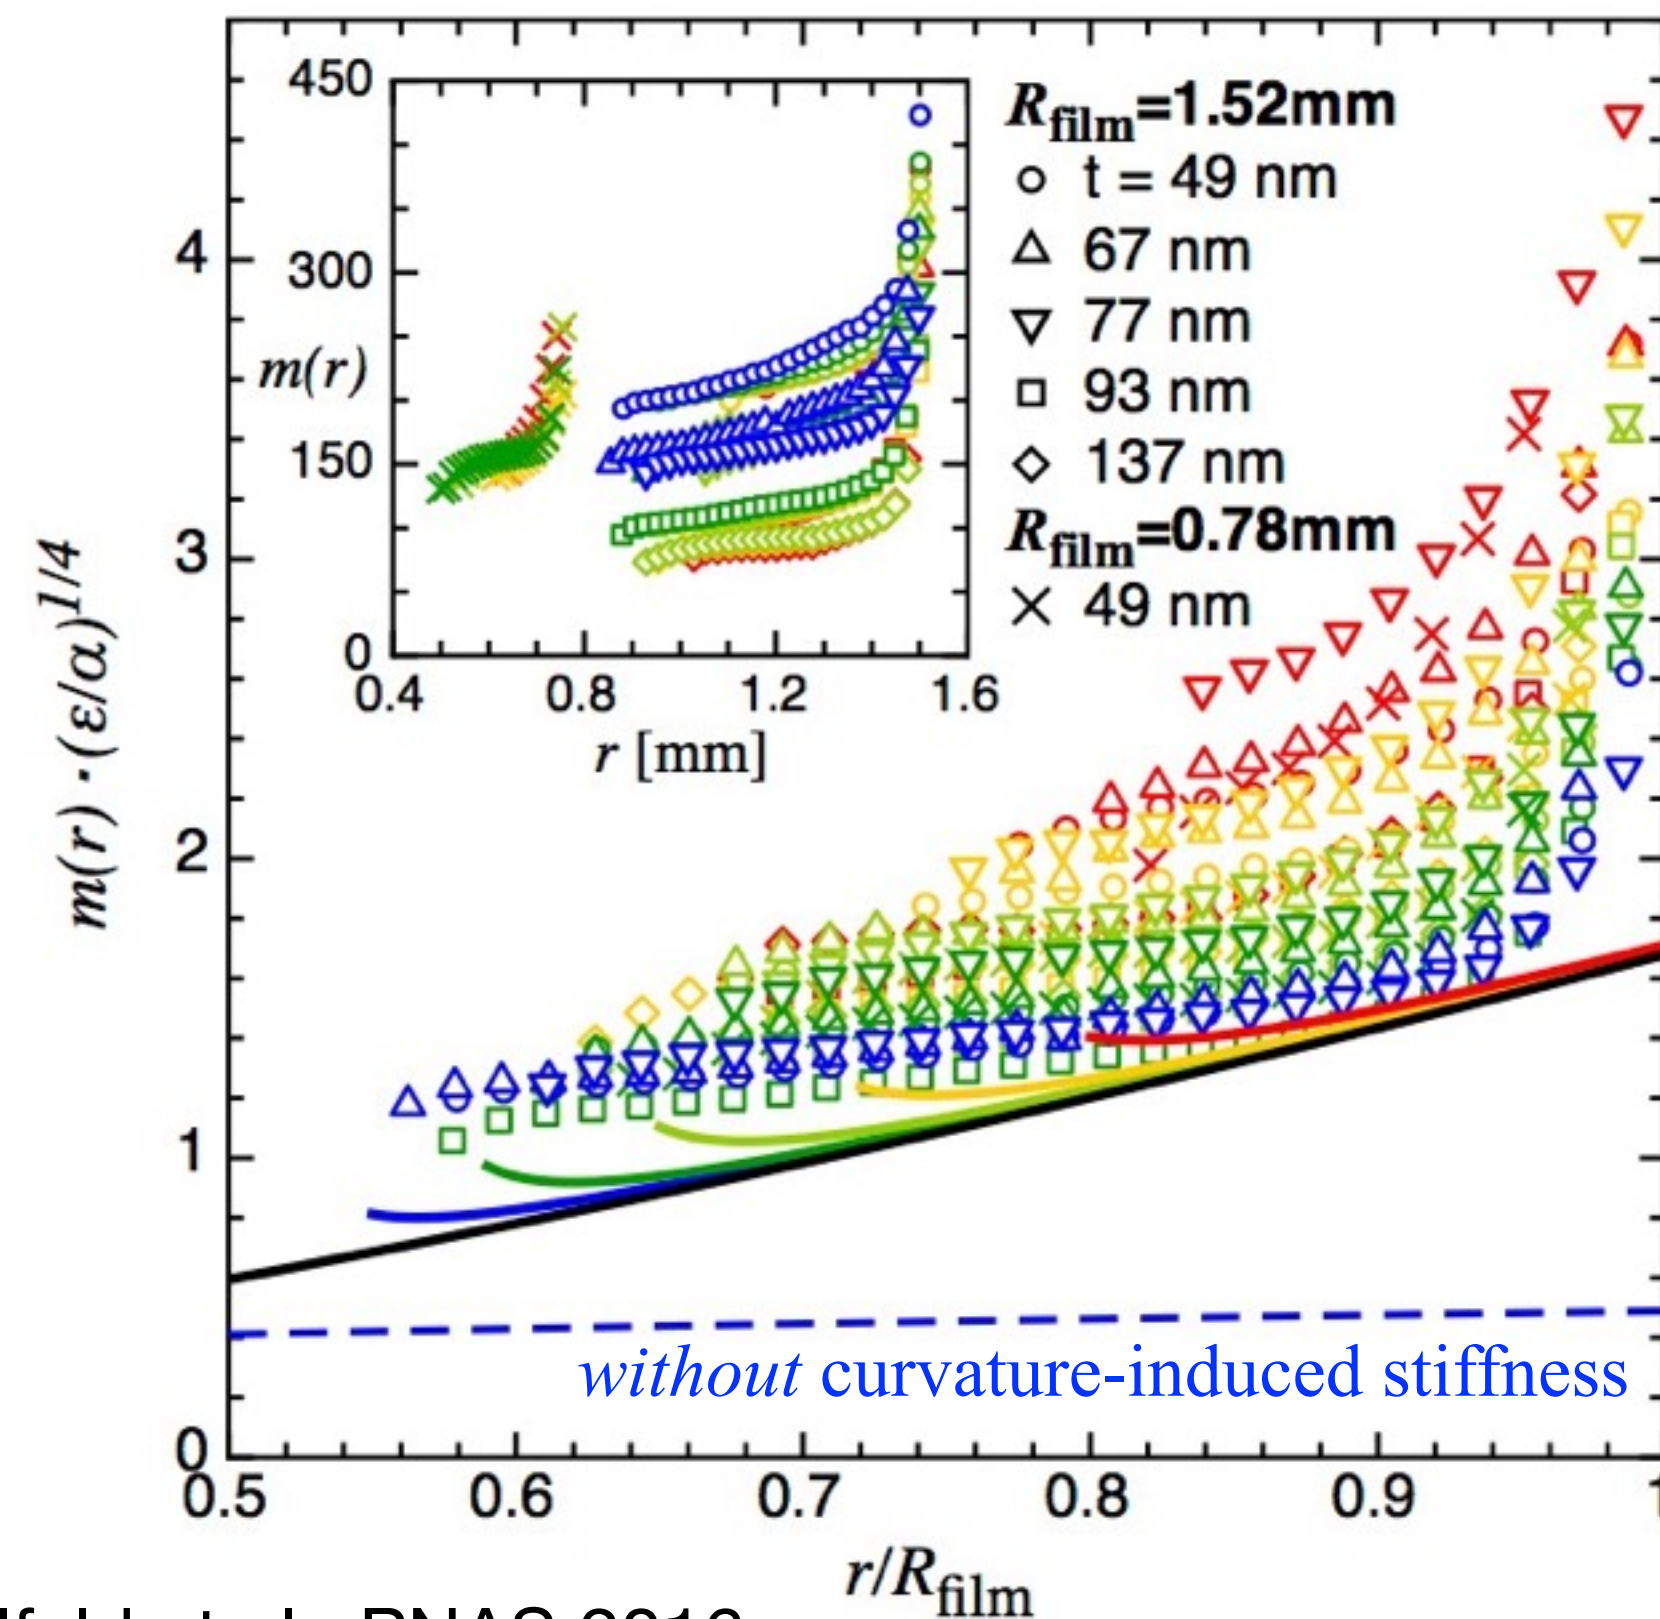 450
300
150
0
m(r)
0.4 0.8 1.2 1.6
r [mm]
R_film=1.52mm
t = 49 nm
67 nm
77 nm
93 nm
137 nm
R_film=0.78mm
49 nm
m(r) · (ε/α)^1/4
4
3
2
1
0
without curvature-induced stiffness
0.5 0.6 0.7 0.8 0.9 1
r/R_film